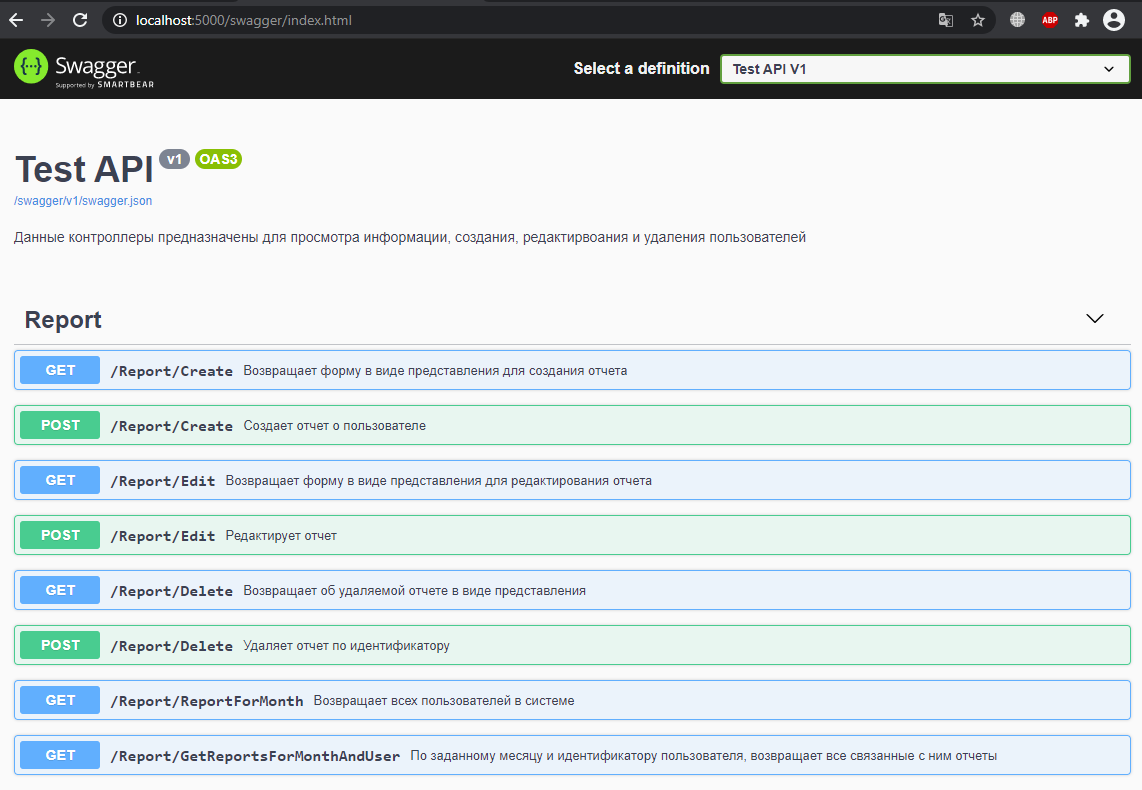 localhost:5000/swagger/index.html
ABP
{···} Swagger. Select a definition Test API V1
Supported by SMARTBEAR
Test API v1 OAS3
/swagger/v1/swagger.json
Данные контроллеры предназначены для просмотра информации, создания, редактирвоания и удаления пользователей
Report
GET /Report/Create Возвращает форму в виде представления для создания отчета
POST /Report/Create Создает отчет о пользователе
GET /Report/Edit Возвращает форму в виде представления для редактирования отчета
POST /Report/Edit Редактирует отчет
GET /Report/Delete Возвращает об удаляемой отчете в виде представления
POST /Report/Delete Удаляет отчет по идентификатору
GET /Report/ReportForMonth Возвращает всех пользователей в системе
GET /Report/GetReportsForMonthAndUser По заданному месяцу и идентификатору пользователя, возвращает все связанные с ним отчеты